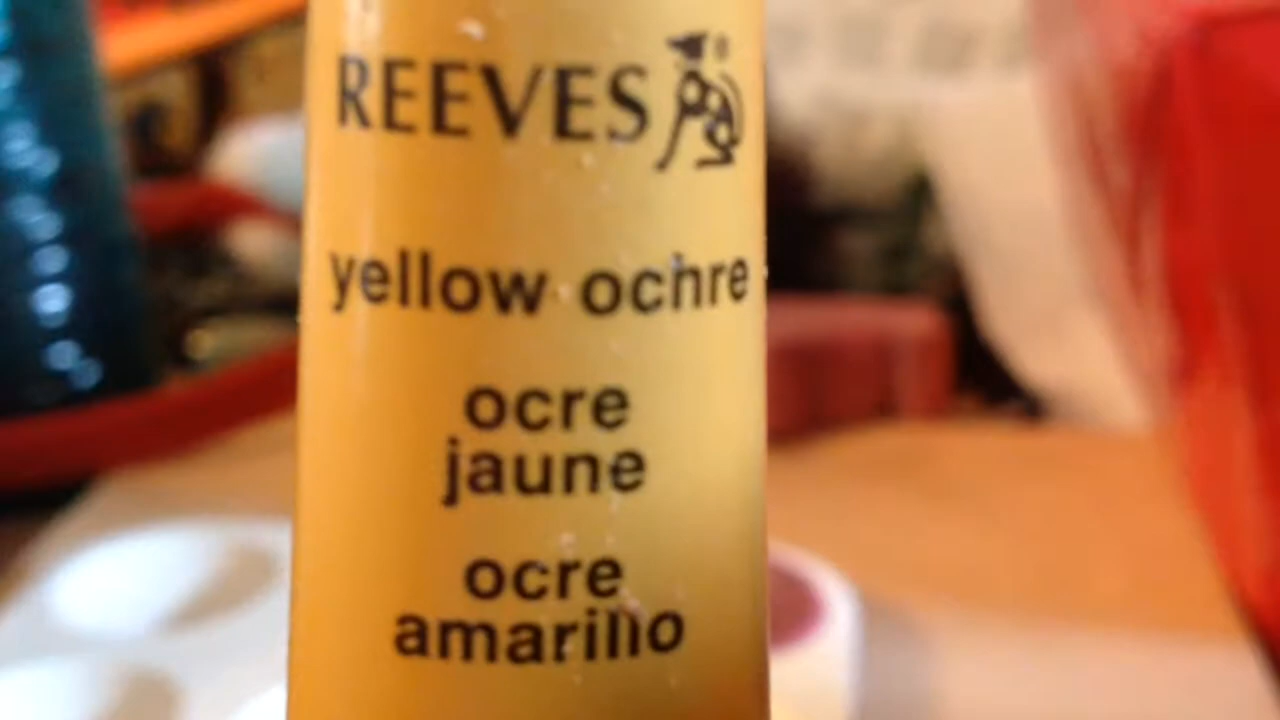 REEVES
yellow ochre
ocre
jaune
ocre
amarillo